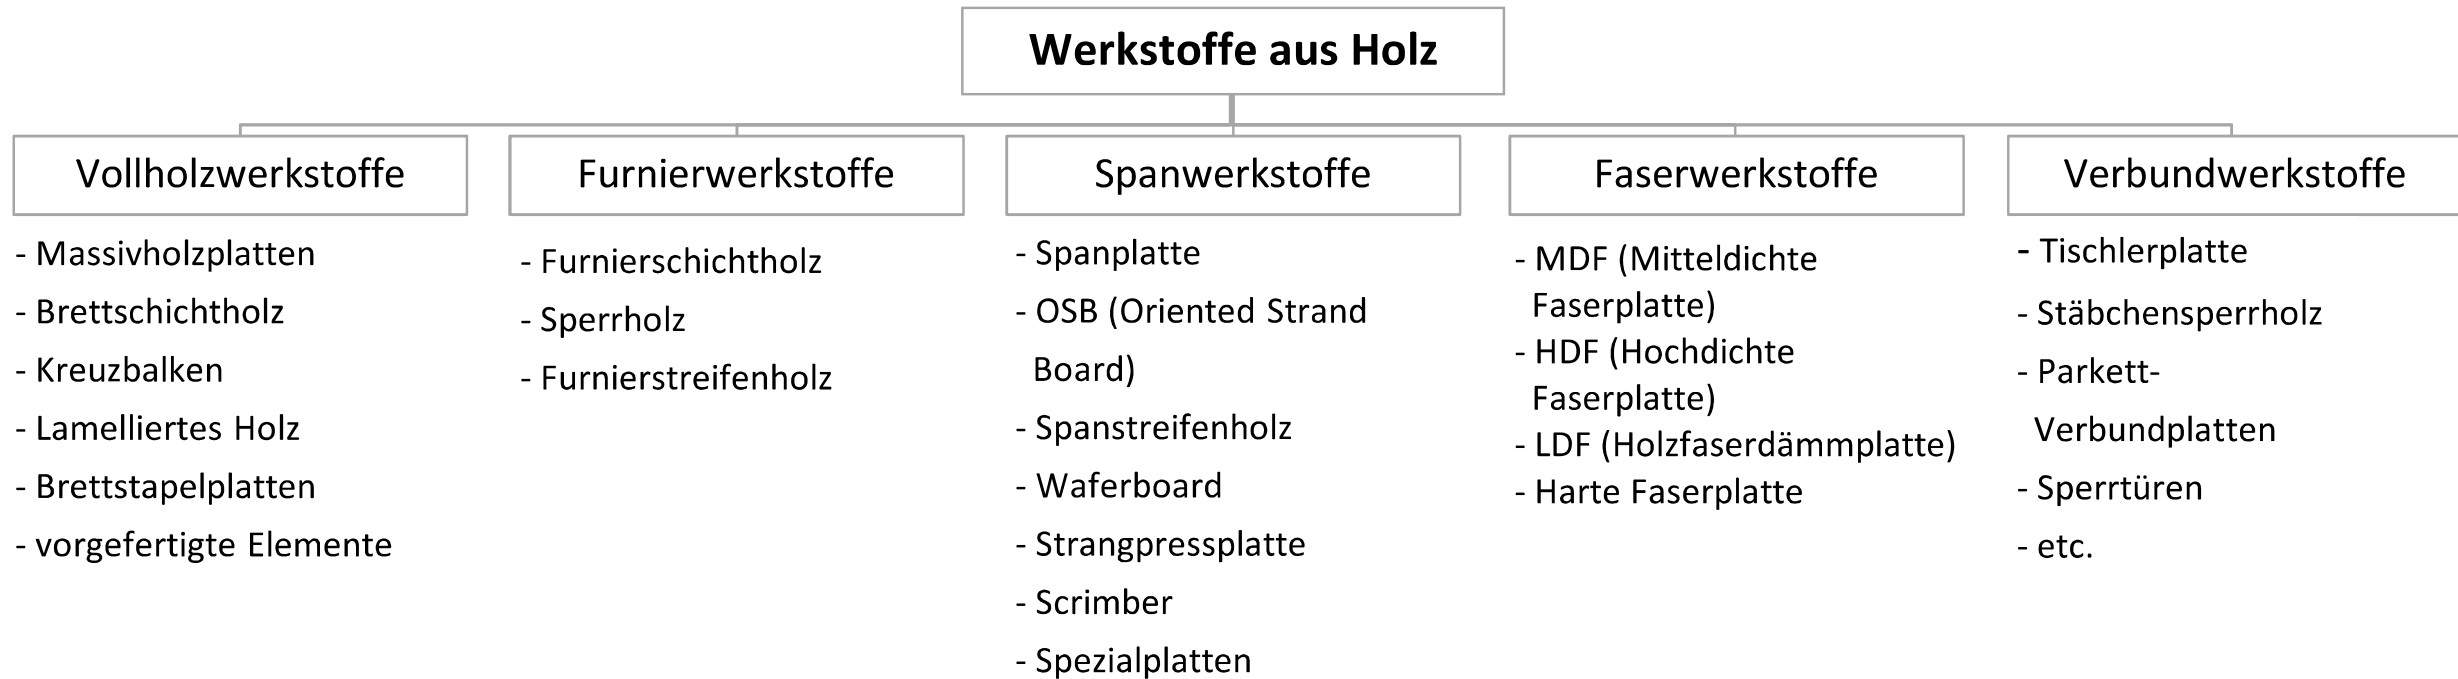 Werkstoffe aus Holz
Vollholzwerkstoffe
- Massivholzplatten
- Brettschichtholz
- Kreuzbalken
- Lamelliertes Holz
- Brettstapelplatten
- vorgefertigte Elemente
Furnierwerkstoffe
- Furnierschichtholz
- Sperrholz
- Furnierstreifenholz
Spanwerkstoffe
- Spanplatte
- OSB (Oriented Strand
Board)
- Spanstreifenholz
- Waferboard
- Strangpressplatte
- Scrimber
- Spezialplatten
Faserwerkstoffe
- MDF (Mitteldichte
Faserplatte)
- HDF (Hochdichte
Faserplatte)
- LDF (Holzfaserdämmplatte)
- Harte Faserplatte
Verbundwerkstoffe
- Tischlerplatte
- Stäbchensperrholz
- Parkett-
Verbundplatten
- Sperrtüren
- etc.